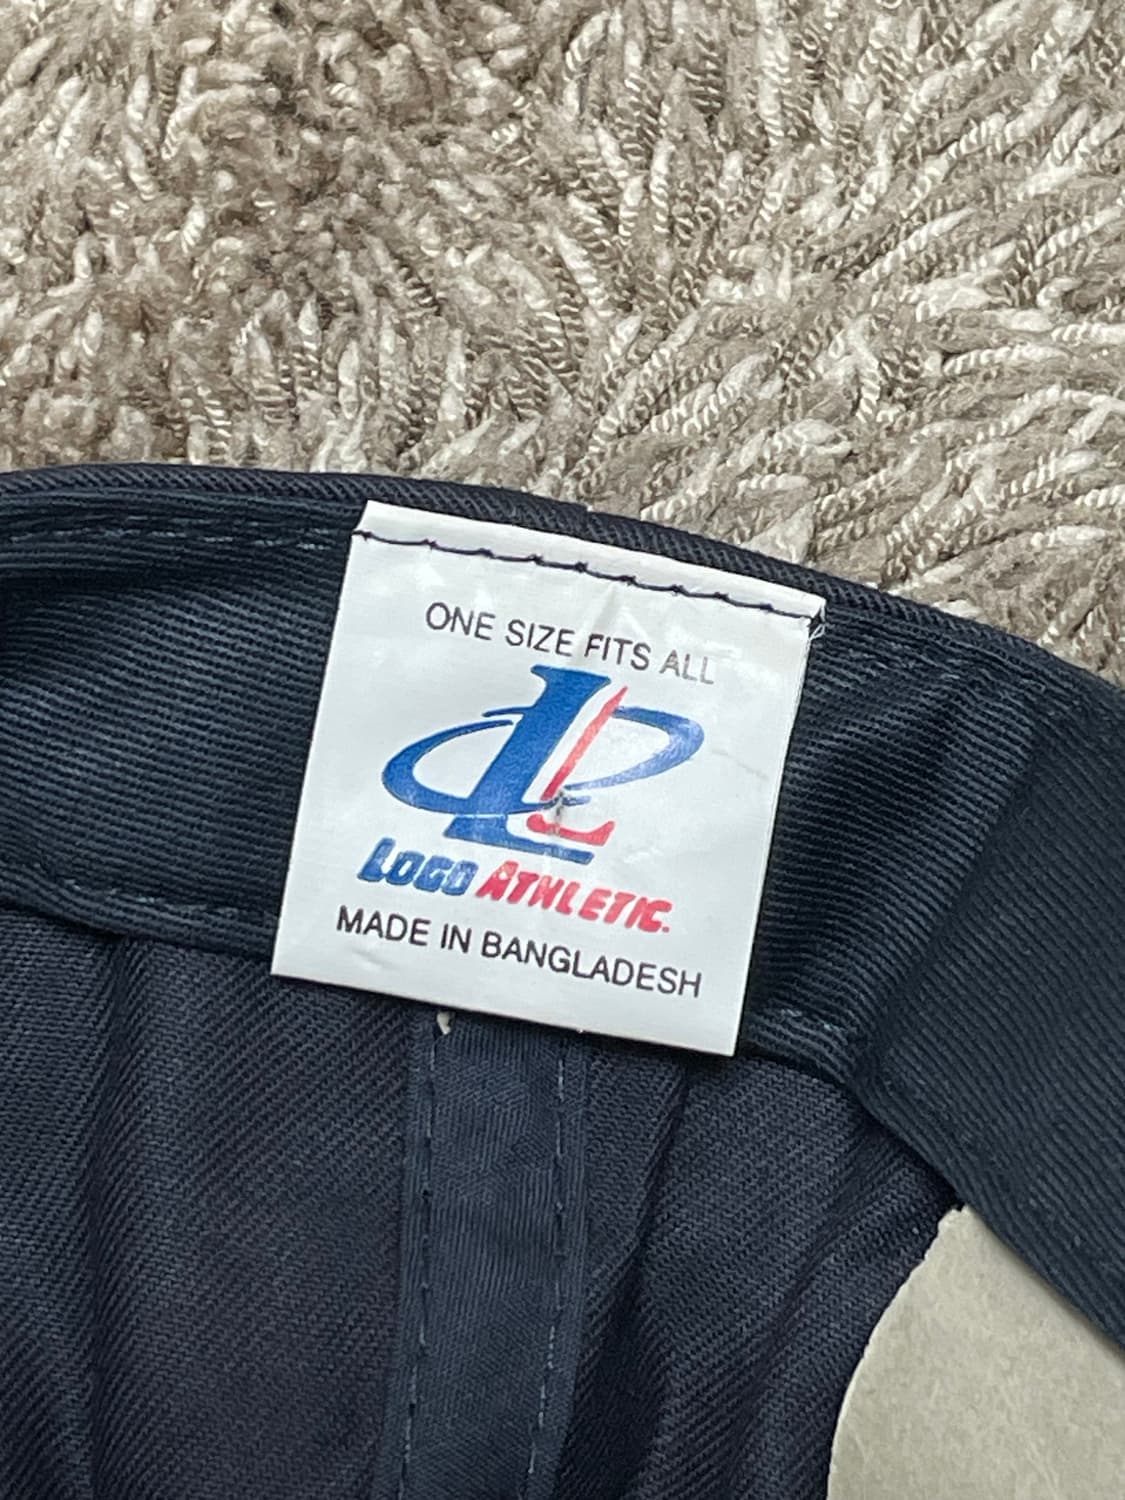 ONE SIZE FITS ALL
LOGO ATHLETIC.
MADE IN BANGLADESH